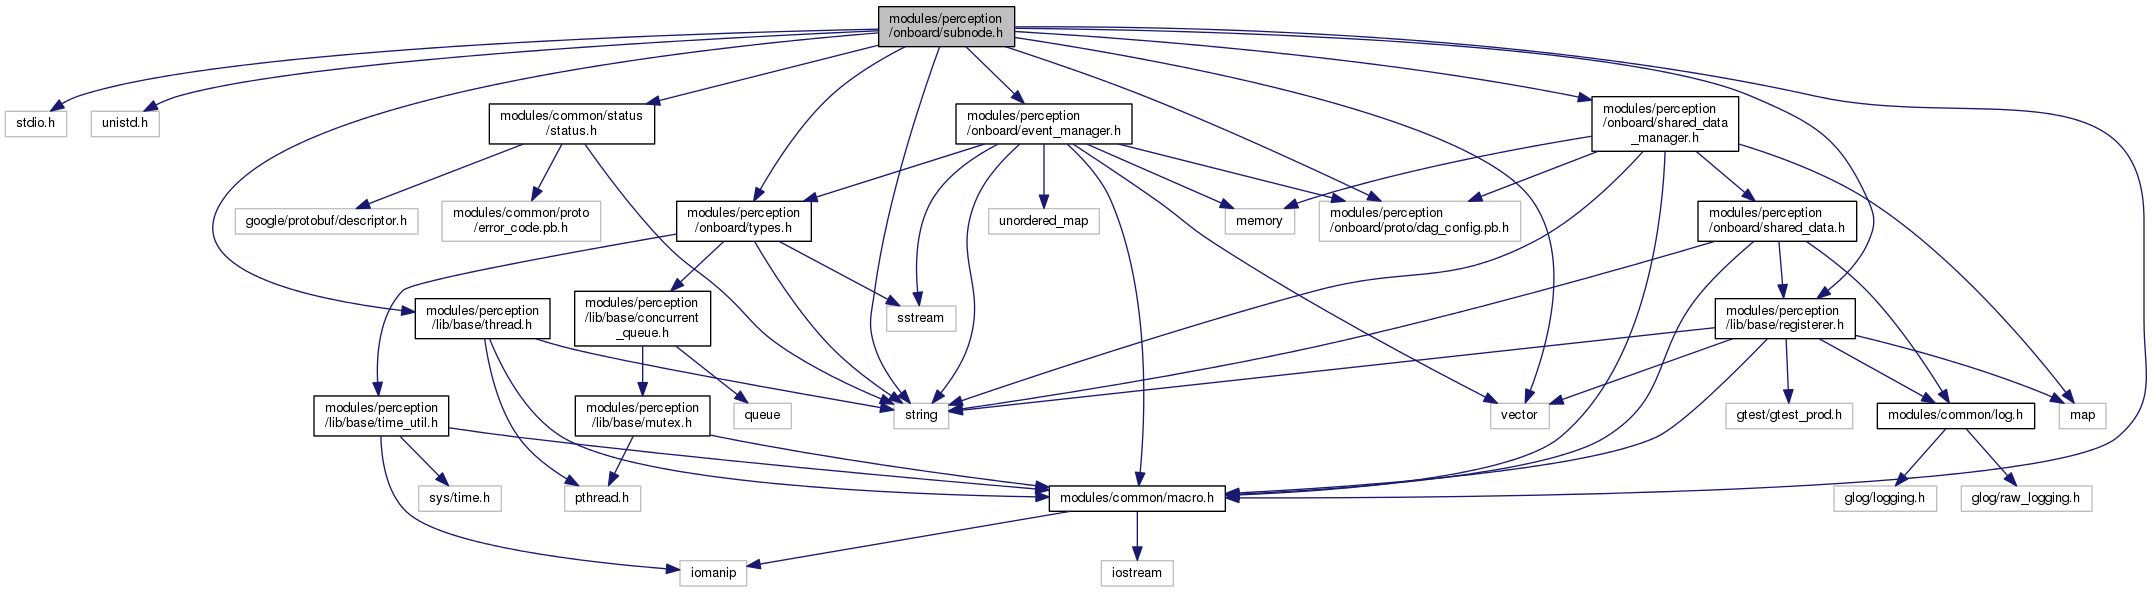 modules/perception
/onboard/subnode.h
stdio.h
unistd.h
modules/common/status
/status.h
modules/perception
/onboard/event_manager.h
modules/perception
/onboard/shared_data
_manager.h
google/protobuf/descriptor.h
modules/common/proto
/error_code.pb.h
modules/perception
/onboard/types.h
unordered_map
memory
modules/perception
/onboard/proto/dag_config.pb.h
modules/perception
/onboard/shared_data.h
modules/perception
/lib/base/thread.h
modules/perception
/lib/base/concurrent
_queue.h
sstream
modules/perception
/lib/base/registerer.h
modules/perception
/lib/base/time_util.h
modules/perception
/lib/base/mutex.h
queue
string
vector
gtest/gtest_prod.h
modules/common/log.h
map
sys/time.h
pthread.h
modules/common/macro.h
glog/logging.h
glog/raw_logging.h
iomanip
iostream